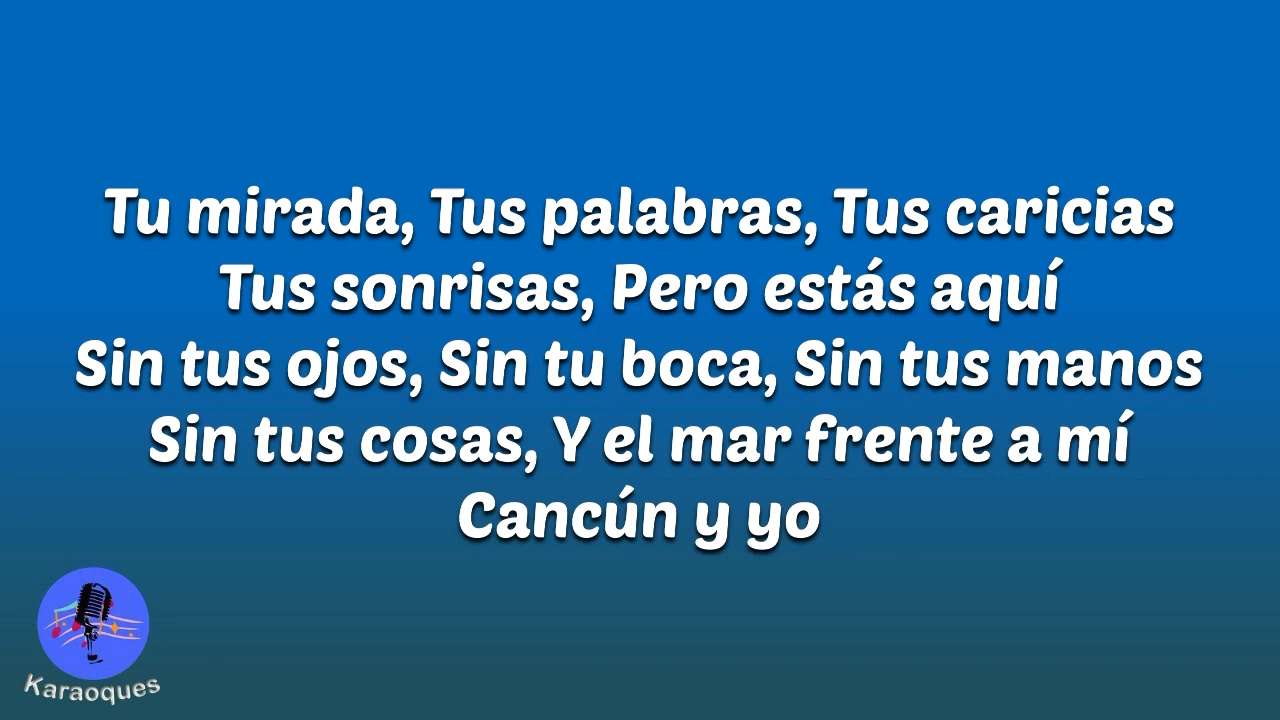 Tu mirada, Tus palabras, Tus caricias
Tus sonrisas, Pero estás aquí
Sin tus ojos, Sin tu boca, Sin tus manos
Sin tus cosas, Y el mar frente a mí
Cancún y yo
Karaoques